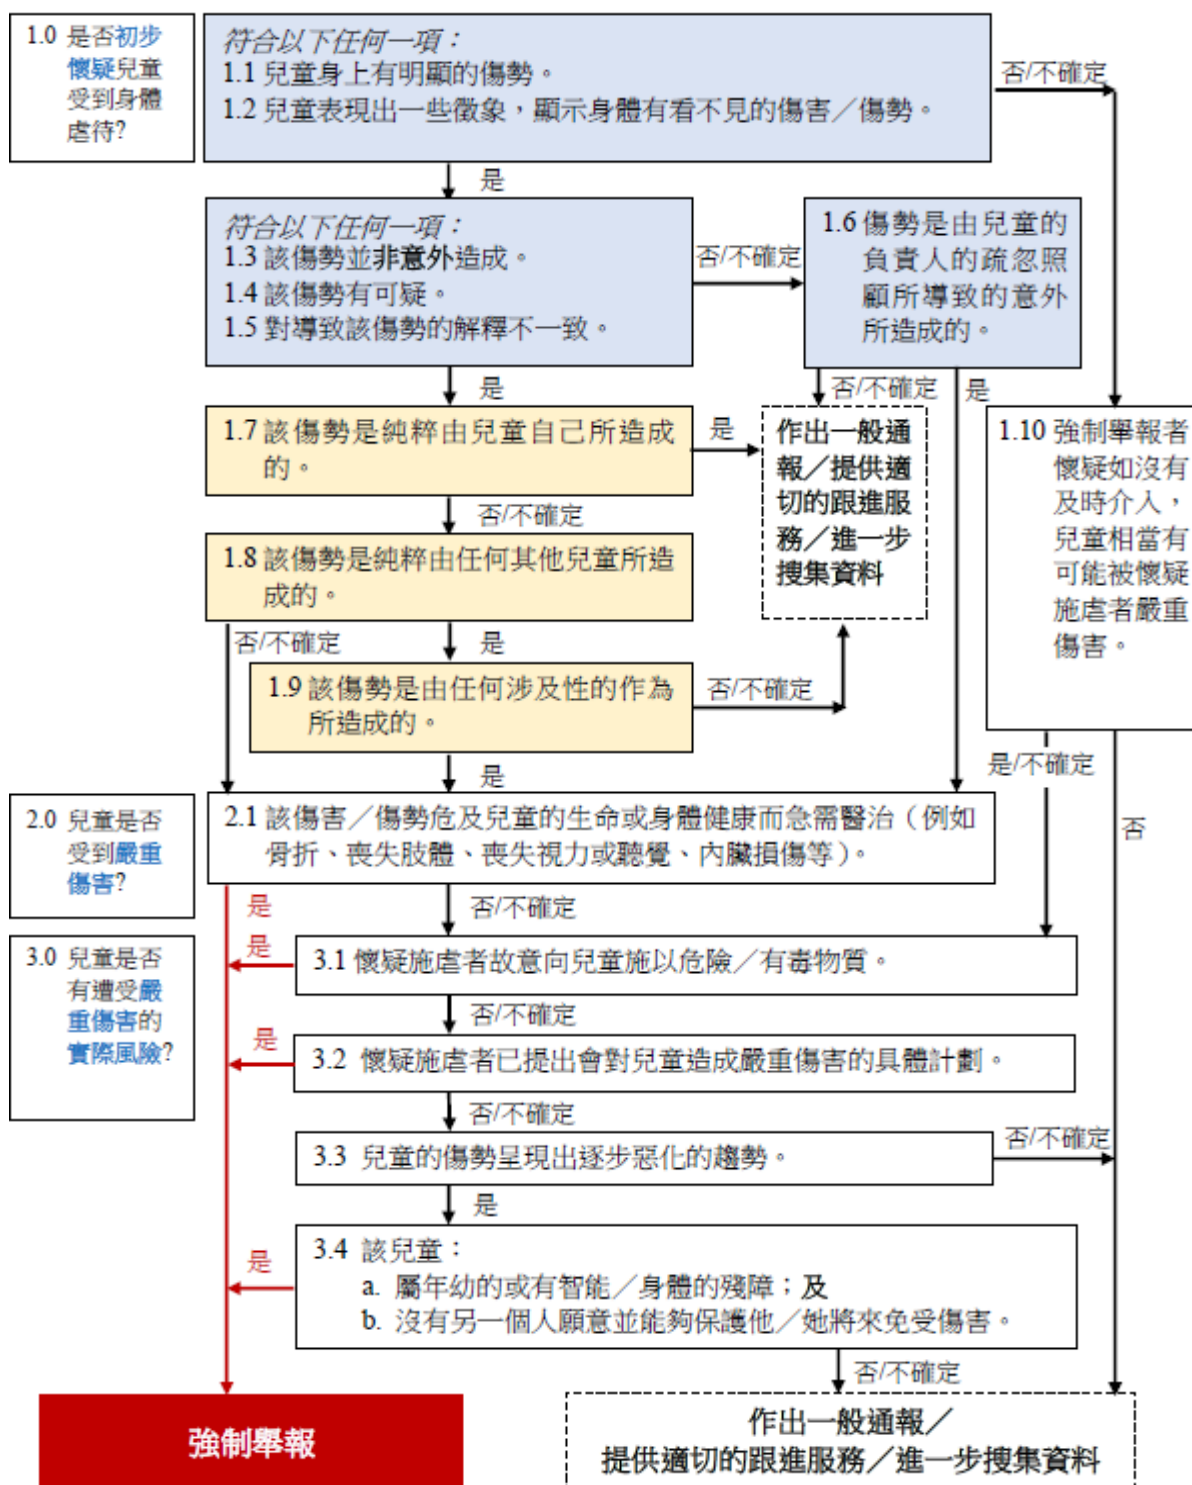 1.0 是否初步
懷疑兒童
受到身體
虐待?
符合以下任何一項：
1.1 兒童身上有明顯的傷勢。
1.2 兒童表現出一些徵象，顯示身體有看不見的傷害／傷勢。
否/不確定
是
符合以下任何一項：
1.3 該傷勢並非意外造成。
1.4 該傷勢有可疑。
1.5 對導致該傷勢的解釋不一致。
否/不確定
1.6 傷勢是由兒童的
負責人的疏忽照
顧所導致的意外
所造成的。
是
否/不確定
是
1.7 該傷勢是純粹由兒童自己所造成
的。
是
作出一般通
報／提供適
切的跟進服
務／進一步
搜集資料
1.10 強制舉報者
懷疑如沒有
及時介入，
兒童相當有
可能被懷疑
施虐者嚴重
傷害。
否/不確定
1.8 該傷勢是純粹由任何其他兒童所造
成的。
否/不確定
是
1.9 該傷勢是由任何涉及性的作為
所造成的。
否/不確定
是
是/不確定
否
2.0 兒童是否
受到嚴重
傷害?
2.1 該傷害／傷勢危及兒童的生命或身體健康而急需醫治（例如
骨折、喪失肢體、喪失視力或聽覺、內臟損傷等）。
是
否/不確定
3.0 兒童是否
有遭受嚴
重傷害的
實際風險?
是
3.1 懷疑施虐者故意向兒童施以危險／有毒物質。
否/不確定
是
3.2 懷疑施虐者已提出會對兒童造成嚴重傷害的具體計劃。
否/不確定
3.3 兒童的傷勢呈現出逐步惡化的趨勢。
否/不確定
是
是
3.4 該兒童：
a. 屬年幼的或有智能／身體的殘障；及
b. 沒有另一個人願意並能夠保護他／她將來免受傷害。
否/不確定
強制舉報
作出一般通報／
提供適切的跟進服務／進一步搜集資料